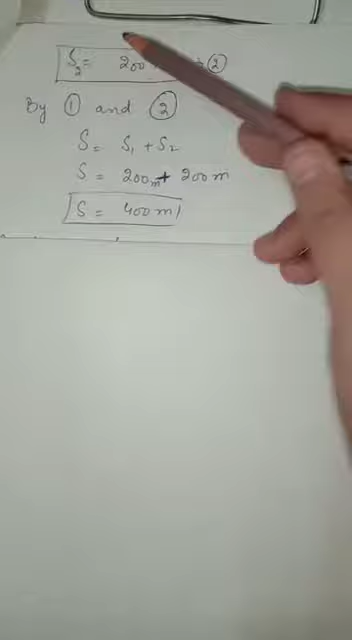 S₂ = 200 ②
By ① and ②
S = S₁ + S₂
S = 200m + 200m
S = 400m